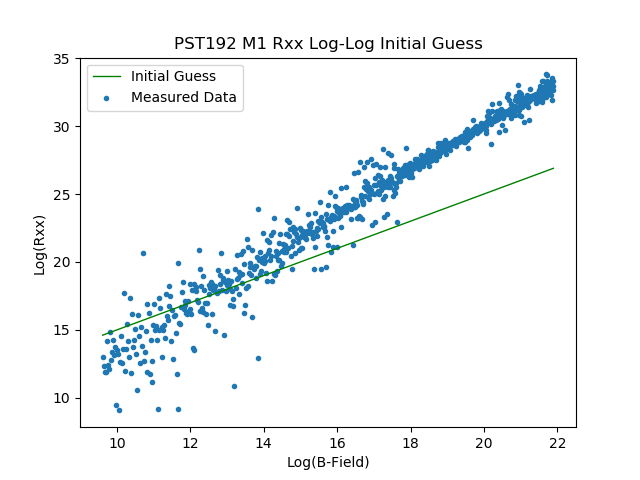 PST192 M1 Rxx Log-Log Initial Guess
Initial Guess
Measured Data
35
30
25
20
15
10
Log(Rxx)
10 12 14 16 18 20 22
Log(B-Field)